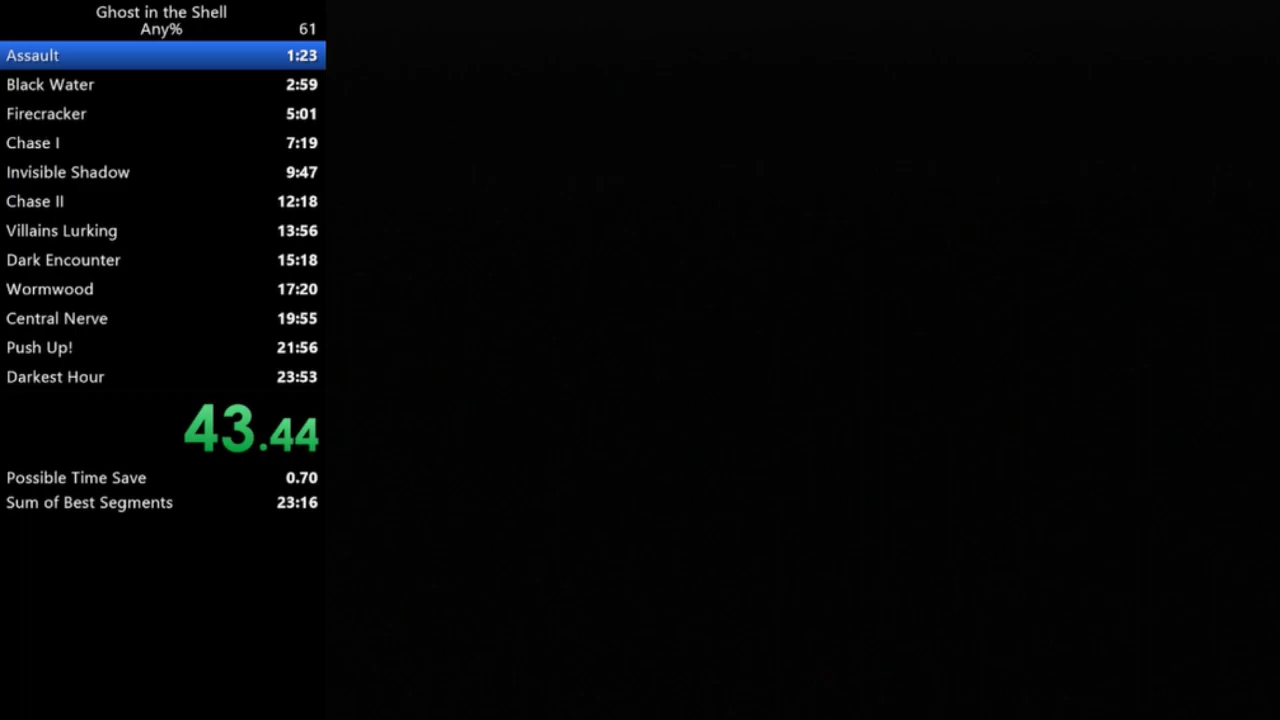 Ghost in the Shell
Any% 61
Assault 1:23
Black Water 2:59
Firecracker 5:01
Chase I 7:19
Invisible Shadow 9:47
Chase II 12:18
Villains Lurking 13:56
Dark Encounter 15:18
Wormwood 17:20
Central Nerve 19:55
Push Up! 21:56
Darkest Hour 23:53
43.44
Possible Time Save 0.70
Sum of Best Segments 23:16